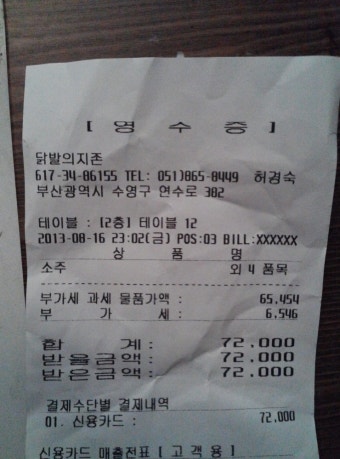 [ 영 수 증 ]
닭발의지존
617-34-86155 TEL: 051)865-8449 허경숙
부산광역시 수영구 연수로 382
테이블 : [2층] 테이블 12
2013-08-16 23:02(금) POS:03 BILL:XXXXXX
상 품 명
소주 외 4 품목
부가세 과세 물품가액 : 65,454
부 가 세 : 6,546
합 계 : 72,000
받을금액: 72,000
받은금액: 72,000
결제수단별 결제내역
01. 신용카드 : 72,000
신용카드 매출전표 [ 고 객 용 ]